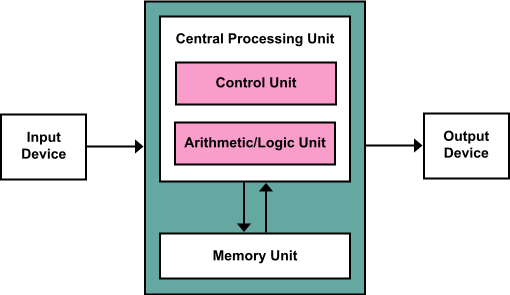 Central Processing Unit
Control Unit
Arithmetic/Logic Unit
Input
Device
Output
Device
Memory Unit